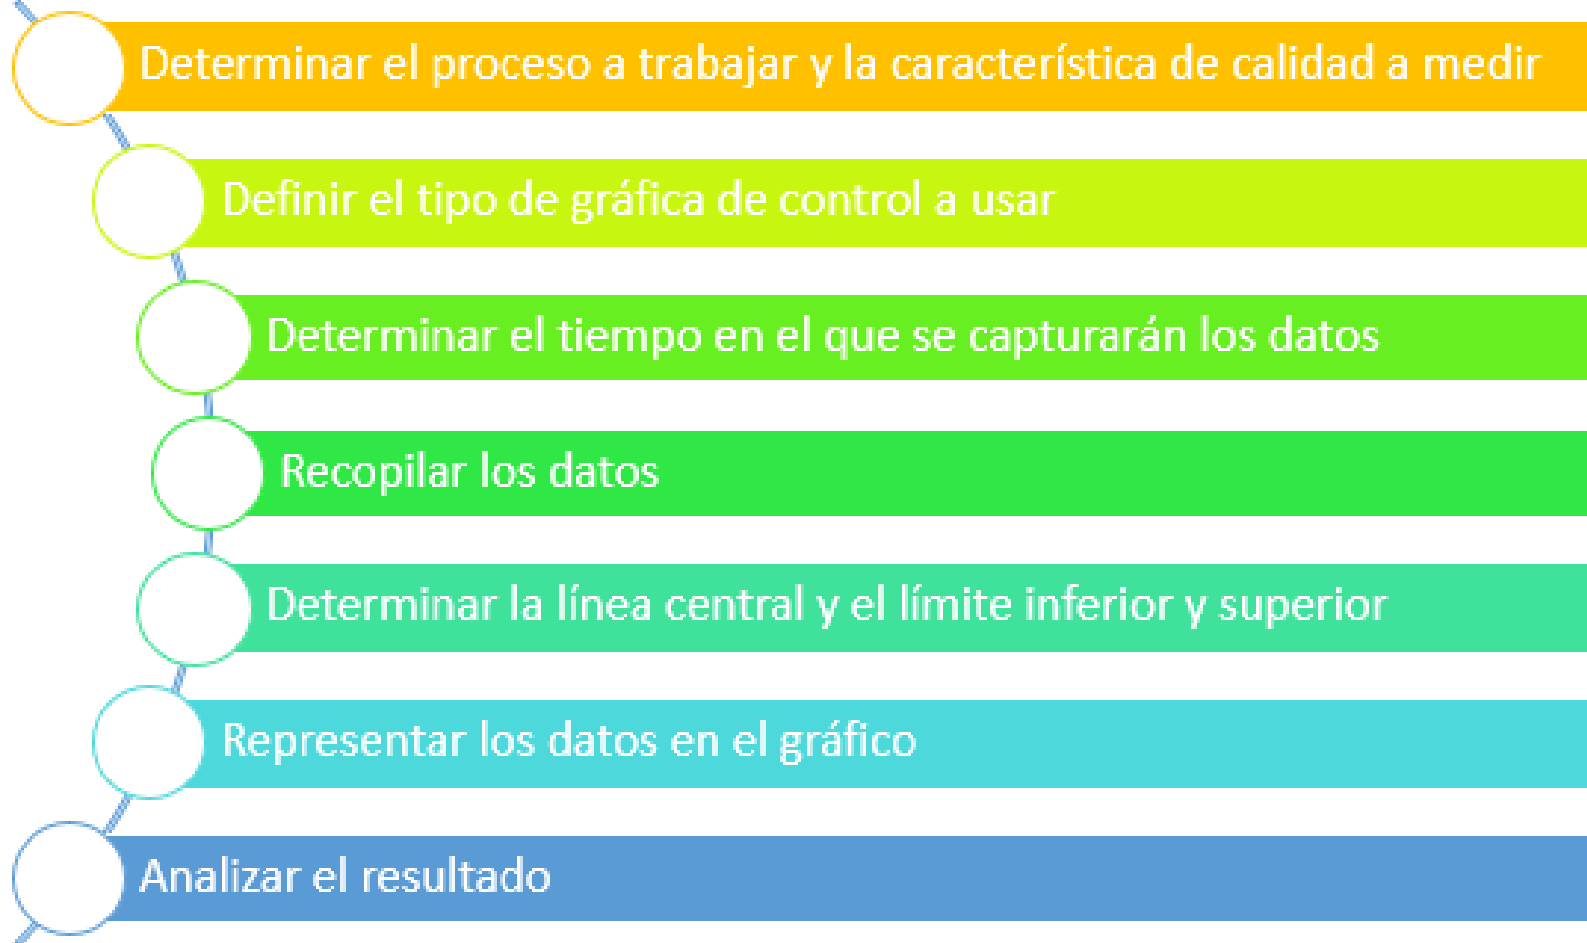 Determinar el proceso a trabajar y la característica de calidad a medir
Definir el tipo de gráfica de control a usar
Determinar el tiempo en el que se capturarán los datos
Recopilar los datos
Determinar la línea central y el límite inferior y superior
Representar los datos en el gráfico
Analizar el resultado